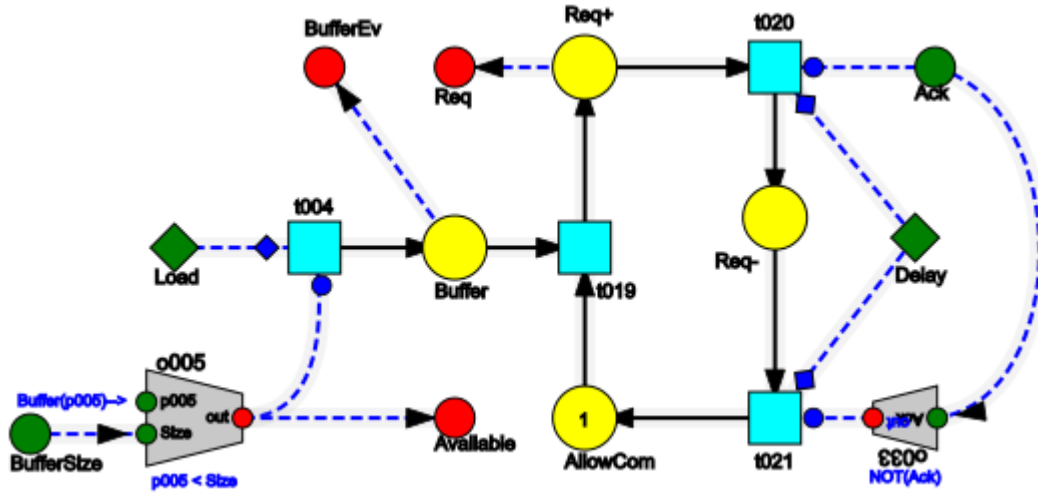 Req+
t020
BufferEv
Req
Ack
t004
Req-
Load
Buffer
t019
Delay
o005
Buffer(p005)-->
p005
out
Size
1
BufferSize
Available
AllowCom
t021
o033
p005 < Size
NOT(Ack)